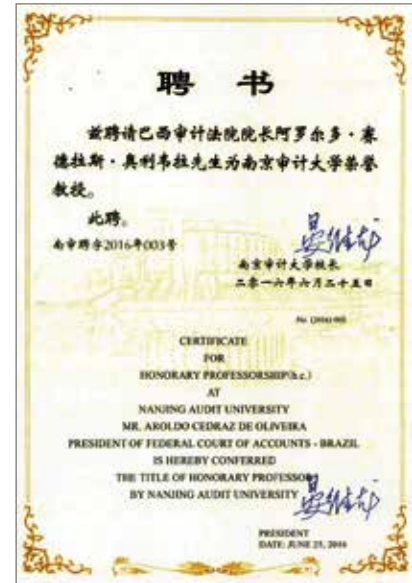 聘 书
兹聘请巴西审计法院院长阿罗尔多·塞
德拉斯·奥利韦拉先生为南京审计大学荣誉
教授。
此聘。
南审聘字2016年003号
南京审计大学校长
二零一六年六月二十五日
No. (2016) 003
CERTIFICATE
FOR
HONORARY PROFESSORSHIP(h.c.)
AT
NANJING AUDIT UNIVERSITY
MR. AROLDO CEDRAZ DE OLIVEIRA
PRESIDENT OF FEDERAL COURT OF ACCOUNTS - BRAZIL
IS HEREBY CONFERRED
THE TITLE OF HONORARY PROFESSOR
BY NANJING AUDIT UNIVERSITY
PRESIDENT
DATE: JUNE 25, 2016